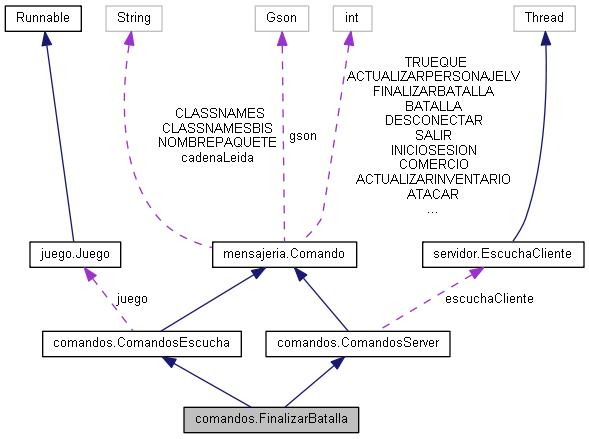 Runnable
String
Gson
int
Thread
CLASSNAMES
CLASSNAMESBIS
NOMBREPAQUETE
cadenaLeida
gson
TRUEQUE
ACTUALIZARPERSONAJELV
FINALIZARBATALLA
BATALLA
DESCONECTAR
SALIR
INICIOSESION
COMERCIO
ACTUALIZARINVENTARIO
ATACAR
...
juego.Juego
mensajeria.Comando
servidor.EscuchaCliente
juego
escuchaCliente
comandos.ComandosEscucha
comandos.ComandosServer
comandos.FinalizarBatalla